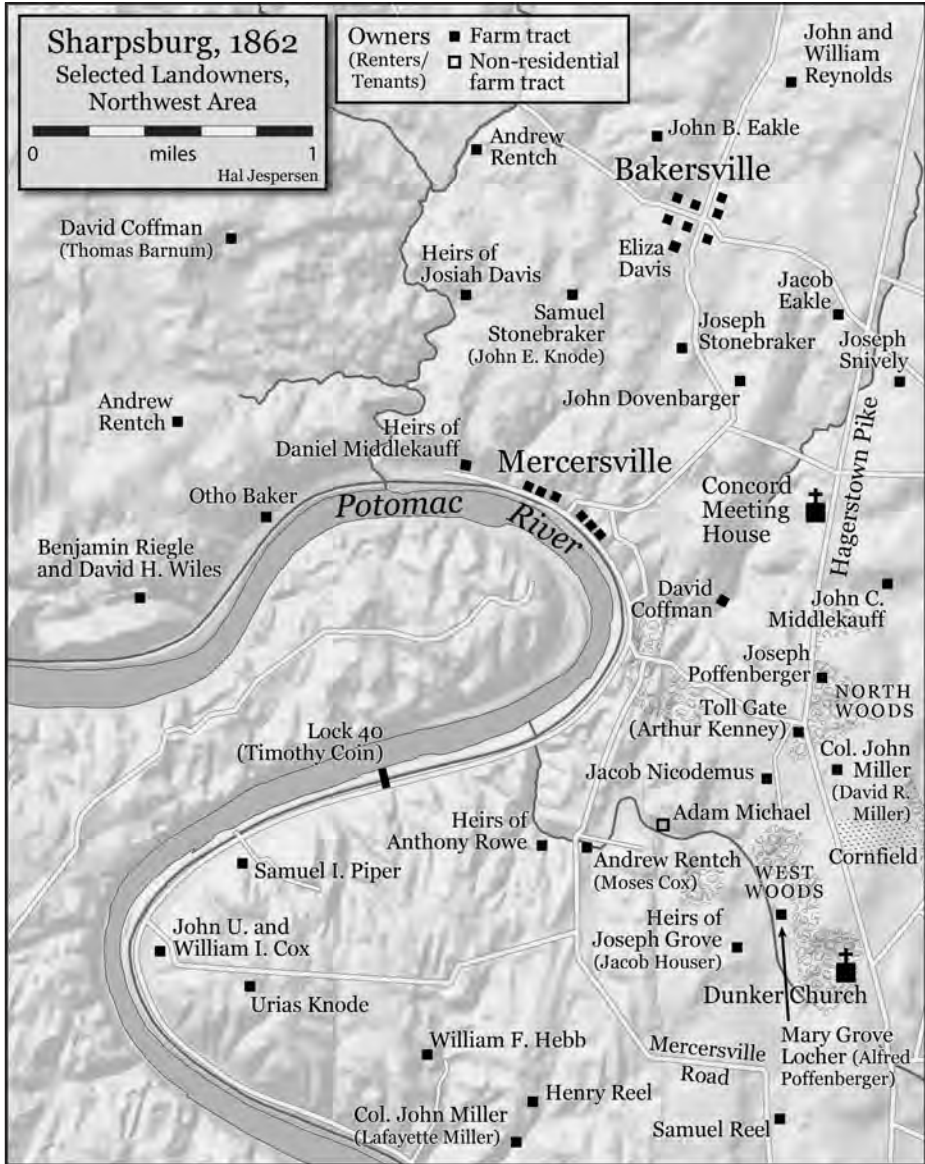 Sharpsburg, 1862
Selected Landowners,
Northwest Area
0 miles 1
Hal Jespersen
Owners
(Renters/
Tenants)
Farm tract
Non-residential
farm tract
John and
William
Reynolds
Andrew
Rentch
John B. Eakle
Bakersville
David Coffman
(Thomas Barnum)
Eliza
Davis
Heirs of
Josiah Davis
Samuel
Stonebraker
(John E. Knode)
Jacob
Eakle
Joseph
Stonebraker
Joseph
Snively
John Dovenbarger
Andrew
Rentch
Heirs of
Daniel Middlekauff
Mercersville
Hagerstown Pike
Concord
Meeting
House
Otho Baker
Potomac
River
Benjamin Riegle
and David H. Wiles
David
Coffman
John C.
Middlekauff
Joseph
Poffenberger
NORTH
WOODS
Toll Gate
(Arthur Kenney)
Lock 40
(Timothy Coin)
Col. John
Miller
(David R.
Miller)
Jacob Nicodemus
Adam Michael
Heirs of
Anthony Rowe
Cornfield
Samuel I. Piper
Andrew Rentch
(Moses Cox)
WEST
WOODS
John U. and
William I. Cox
Heirs of
Joseph Grove
(Jacob Houser)
Urias Knode
Dunker Church
William F. Hebb
Mercersville
Road
Mary Grove
Locher (Alfred
Poffenberger)
Henry Reel
Col. John Miller
(Lafayette Miller)
Samuel Reel